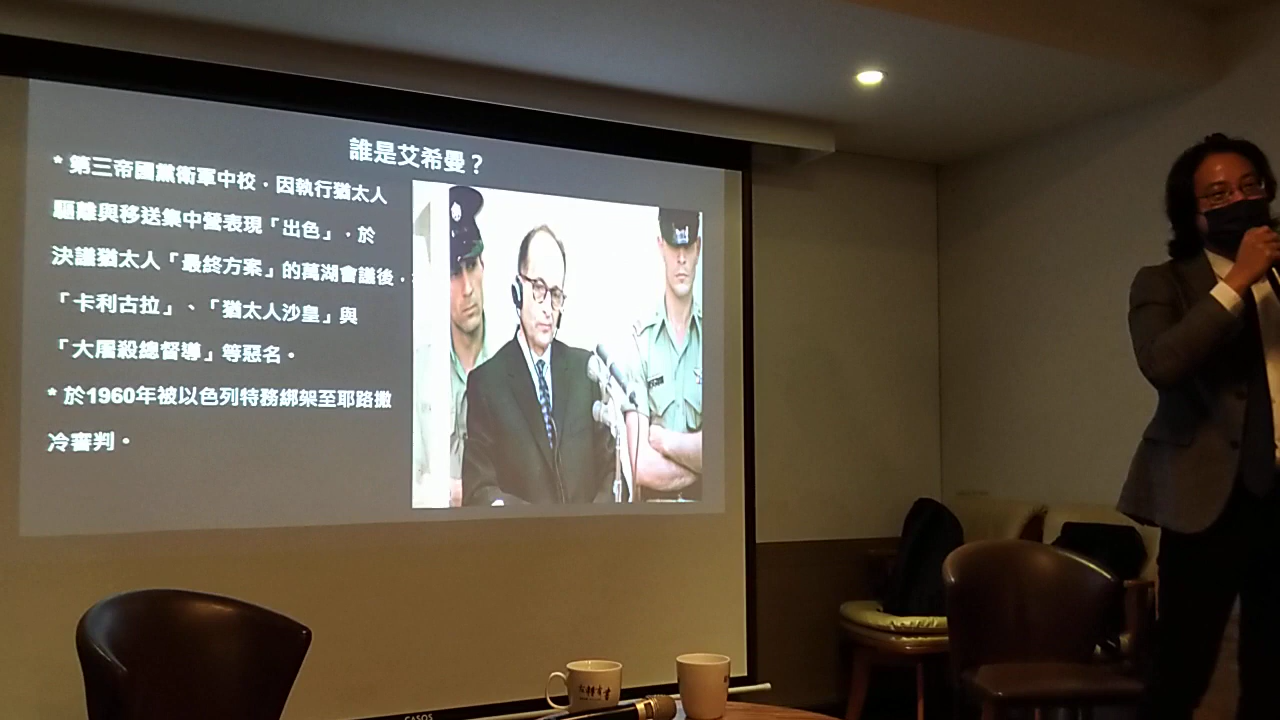 誰是艾希曼？
* 第三帝國黨衛軍中校，因執行猶太人
驅離與移送集中營表現「出色」，於
決議猶太人「最終方案」的萬湖會議後，
「卡利古拉」、「猶太人沙皇」與
「大屠殺總督導」等惡名。
* 於1960年被以色列特務綁架至耶路撒
冷審判。
CASOS